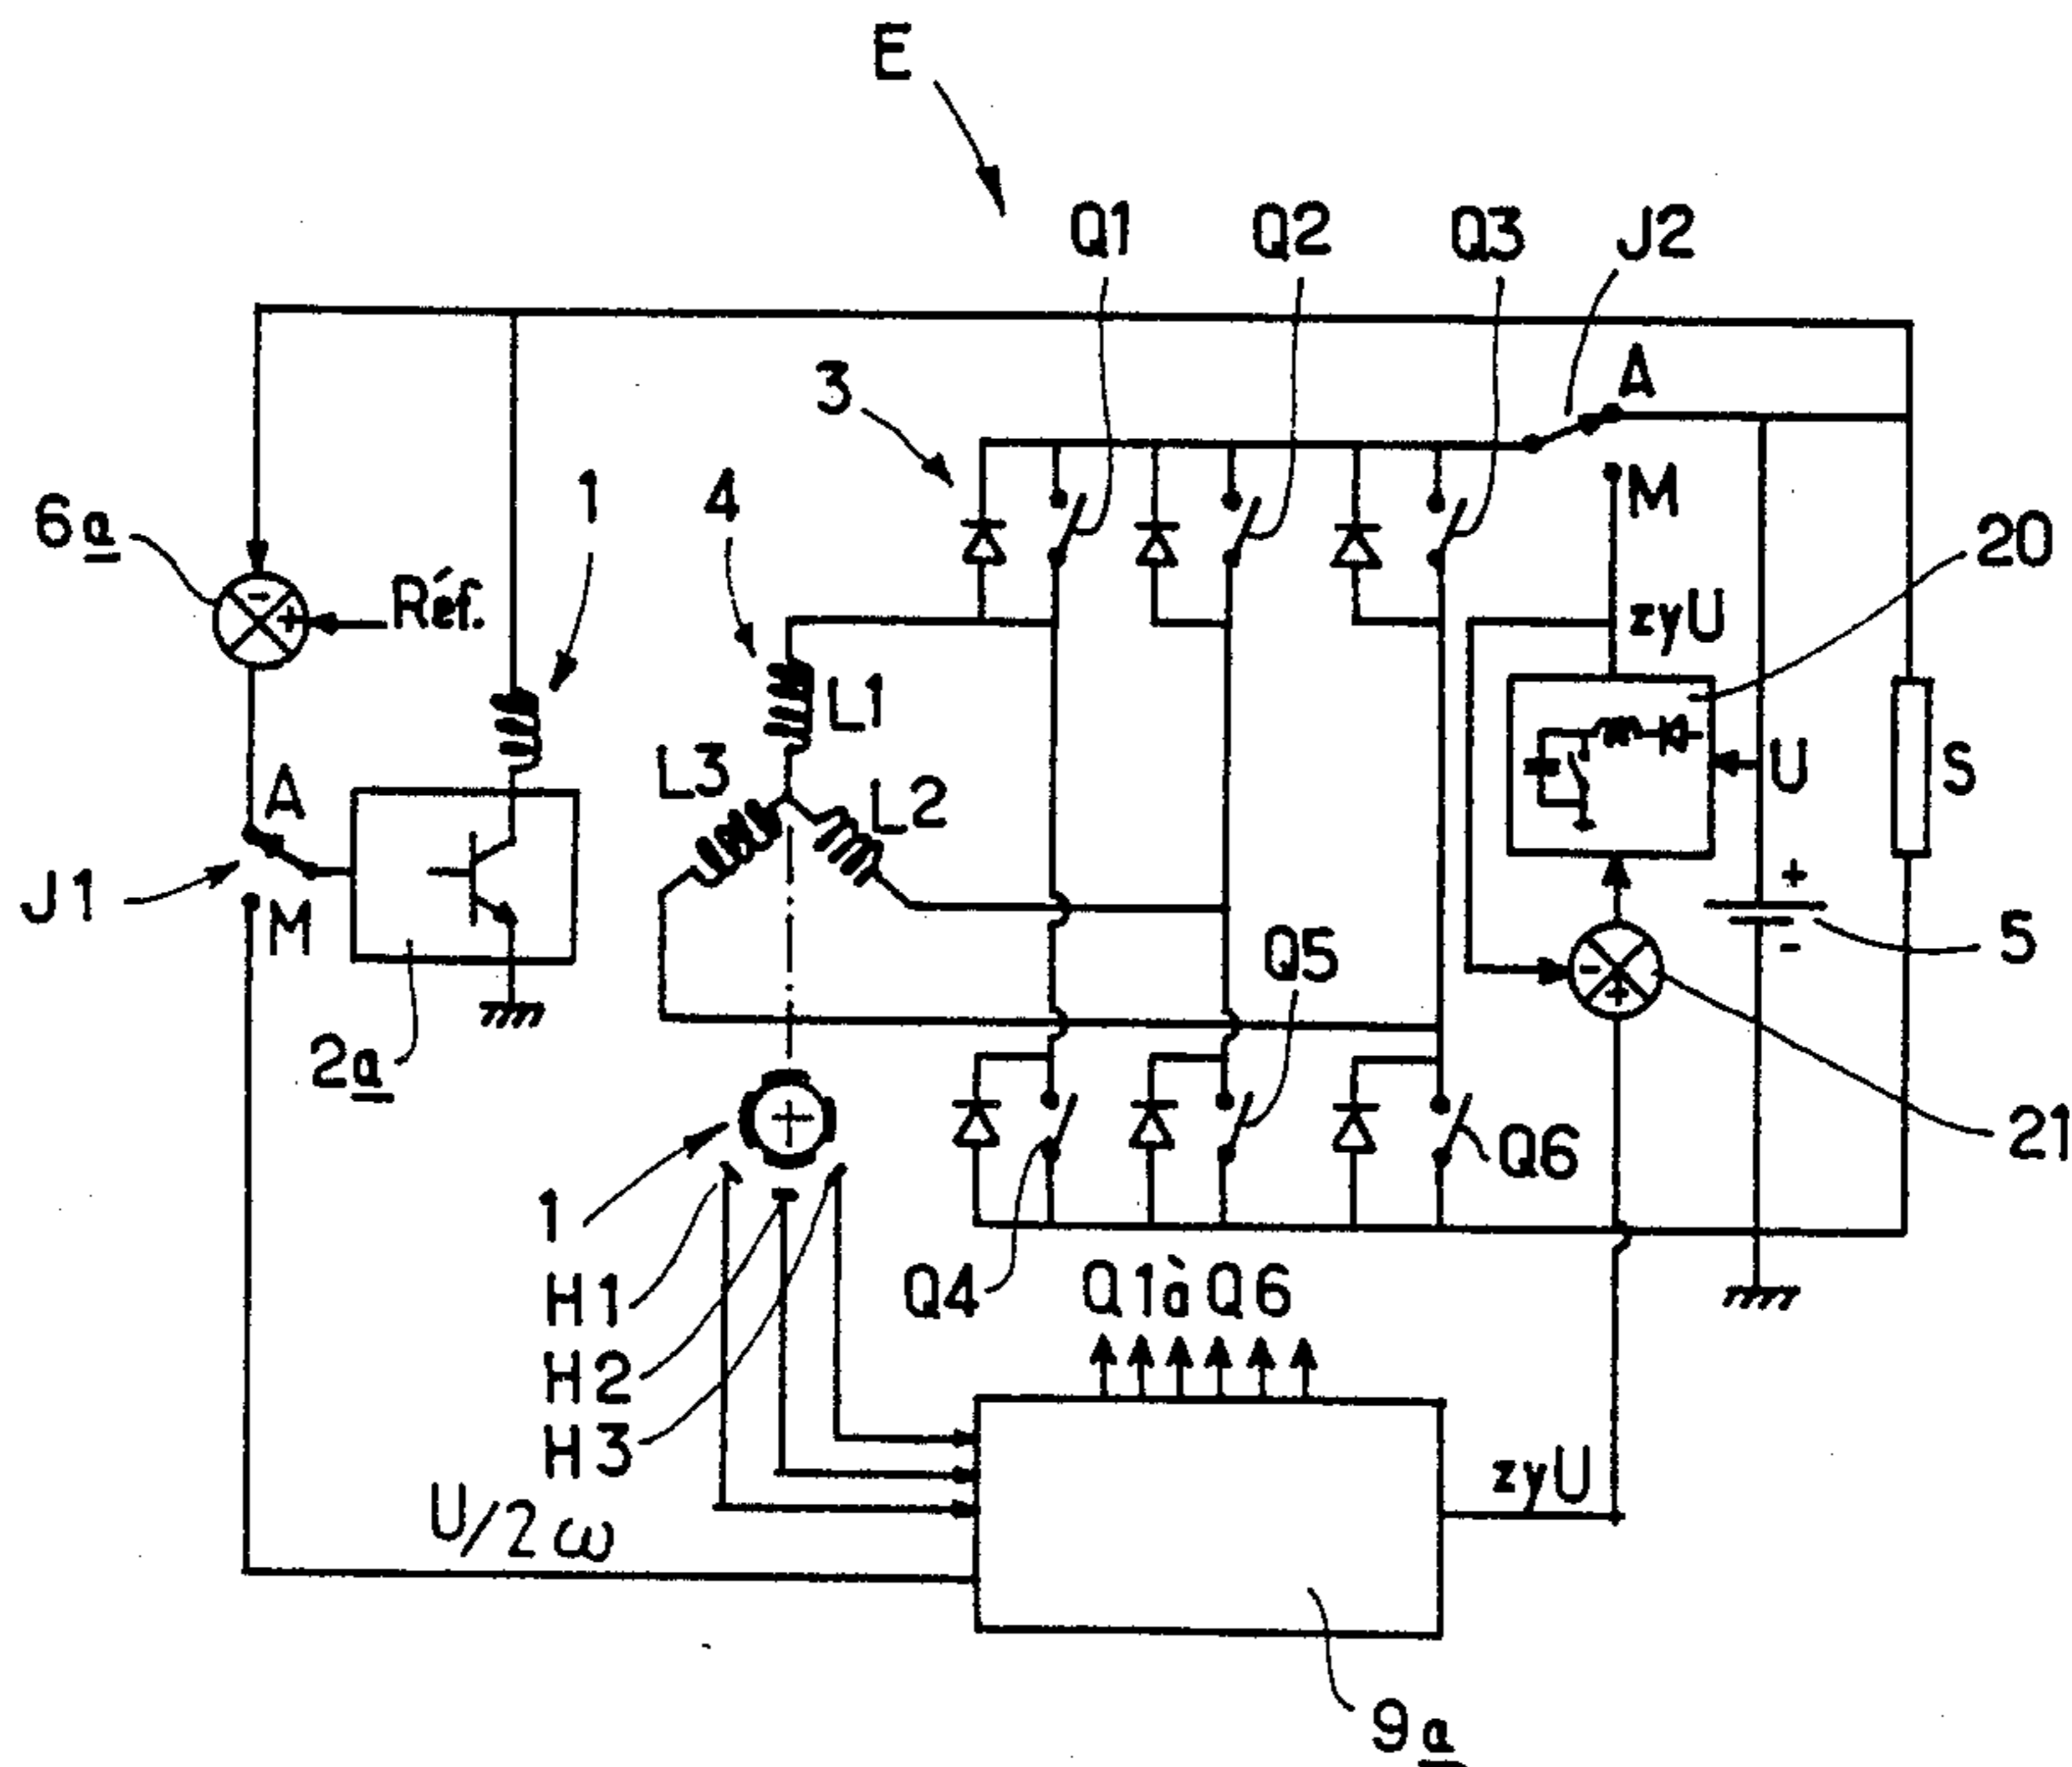 E
Q1 Q2 Q3 J2
3 A
1 4 M
6a 20
Réf. zyU
L1
L3 U S
A L2
+
J1 M 5
Q5 -
2a
21
Q6
1
H1 Q4 Q1à Q6
H2
H3
zyU
U/2ω
9a
- +
- +